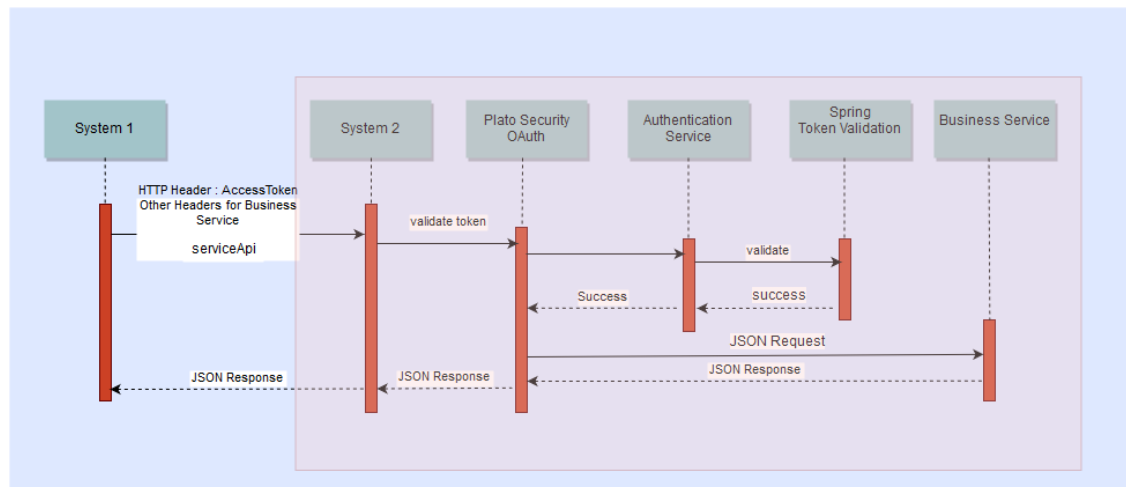 System 1
System 2
Plato Security
OAuth
Authentication
Service
Spring
Token Validation
Business Service
HTTP Header : AccessToken
Other Headers for Business
Service
serviceApi
validate token
validate
Success
success
JSON Request
JSON Response
JSON Response
JSON Response